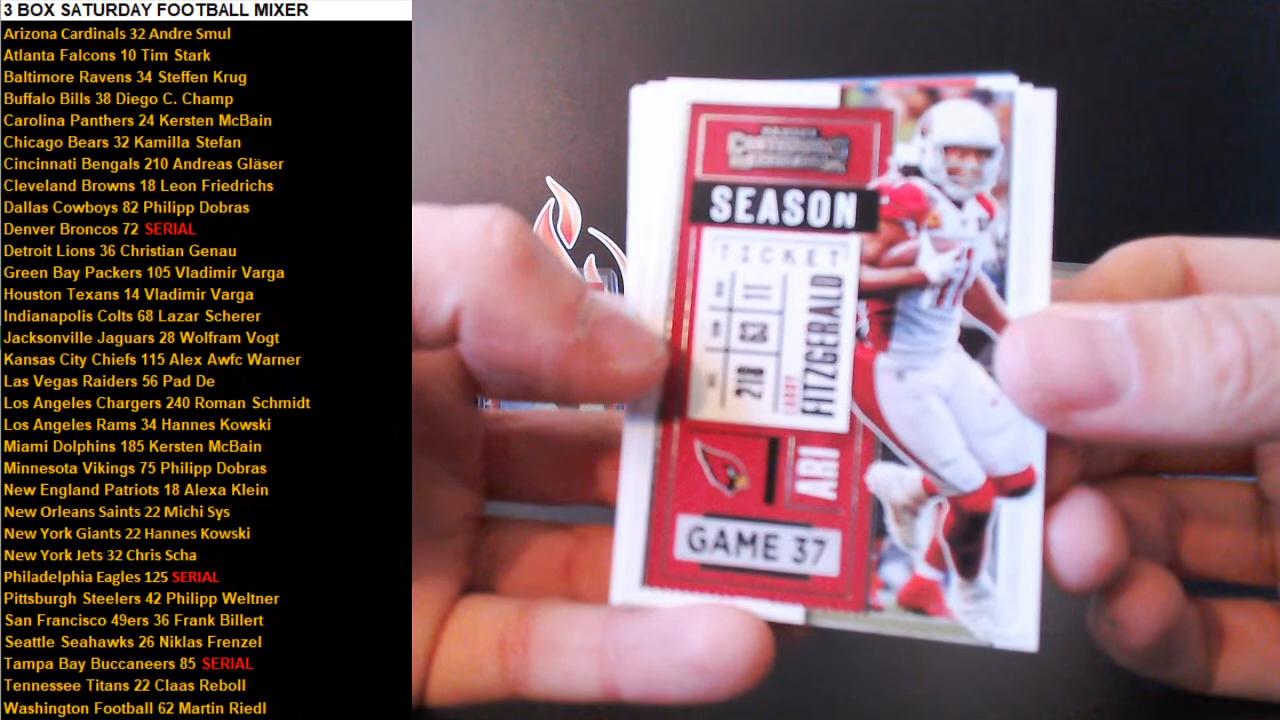 3 BOX SATURDAY FOOTBALL MIXER
Arizona Cardinals 32 Andre Smul
Atlanta Falcons 10 Tim Stark
Baltimore Ravens 34 Steffen Krug
Buffalo Bills 38 Diego C. Champ
Carolina Panthers 24 Kersten McBain
Chicago Bears 32 Kamilla Stefan
Cincinnati Bengals 210 Andreas Gläser
Cleveland Browns 18 Leon Friedrichs
Dallas Cowboys 82 Philipp Dobras
Denver Broncos 72 SERIAL
Detroit Lions 36 Christian Genau
Green Bay Packers 105 Vladimir Varga
Houston Texans 14 Vladimir Varga
Indianapolis Colts 68 Lazar Scherer
Jacksonville Jaguars 28 Wolfram Vogt
Kansas City Chiefs 115 Alex Awfc Warner
Las Vegas Raiders 56 Pad De
Los Angeles Chargers 240 Roman Schmidt
Los Angeles Rams 34 Hannes Kowski
Miami Dolphins 185 Kersten McBain
Minnesota Vikings 75 Philipp Dobras
New England Patriots 18 Alexa Klein
New Orleans Saints 22 Michi Sys
New York Giants 22 Hannes Kowski
New York Jets 32 Chris Scha
Philadelphia Eagles 125 SERIAL
Pittsburgh Steelers 42 Philipp Weltner
San Francisco 49ers 36 Frank Billert
Seattle Seahawks 26 Niklas Frenzel
Tampa Bay Buccaneers 85 SERIAL
Tennessee Titans 22 Claas Reboll
Washington Football 62 Martin Riedl
SEASON
TICKET
11
218
FITZGERALD
ARI
GAME 37